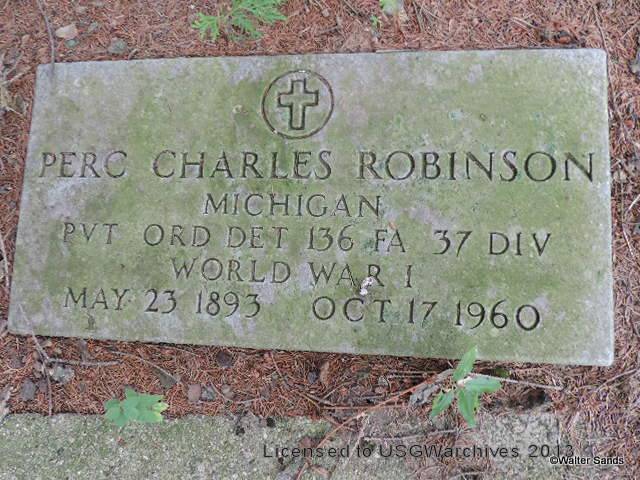 PERC CHARLES ROBINSON
MICHIGAN
PVT ORD DET 136 FA 37 DIV
WORLD WAR I
MAY 23 1893 OCT 17 1960
Licensed to USGWarchives 2013
©Walter Sands